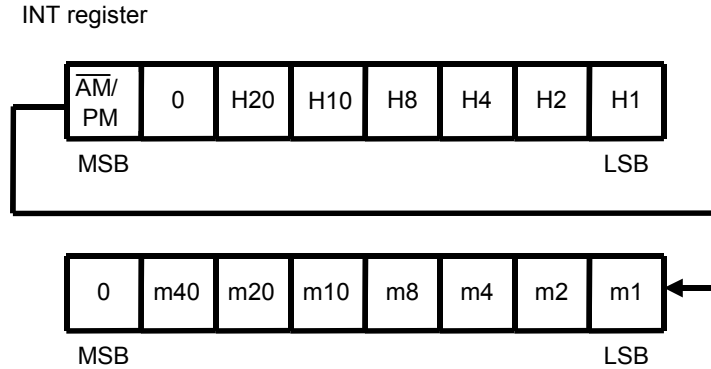 INT register
A̅M̅/
PM 0 H20 H10 H8 H4 H2 H1
MSB LSB
0 m40 m20 m10 m8 m4 m2 m1
MSB LSB